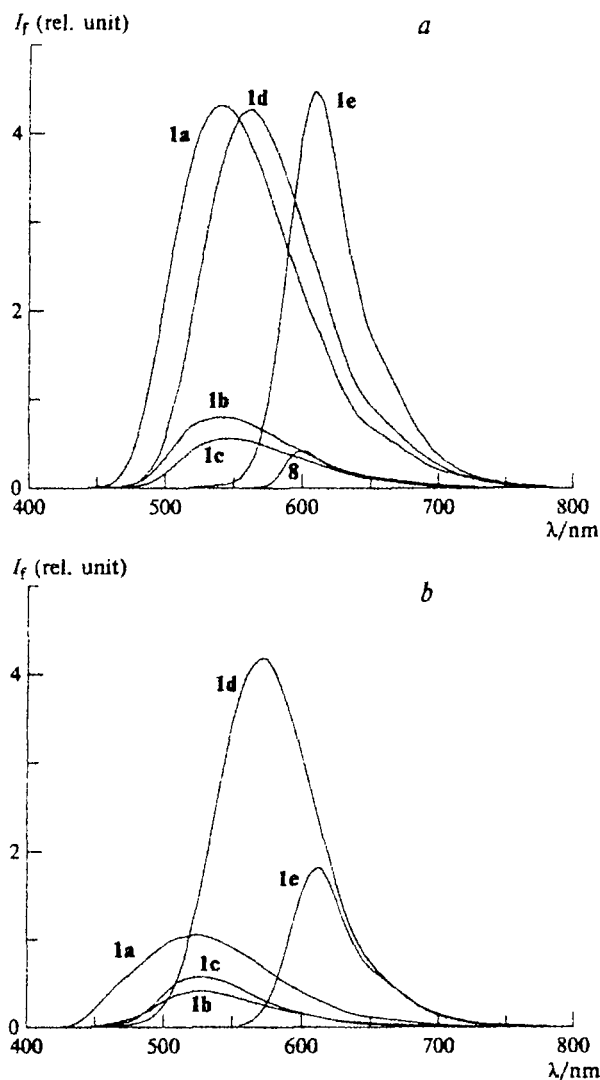 I_f (rel. unit)
a
4
2
0
1a
1d
1e
1b
1c
8
400 500 600 700 800
λ/nm
I_f (rel. unit)
b
4
2
0
1d
1e
1a
1c
1b
400 500 600 700 800
λ/nm